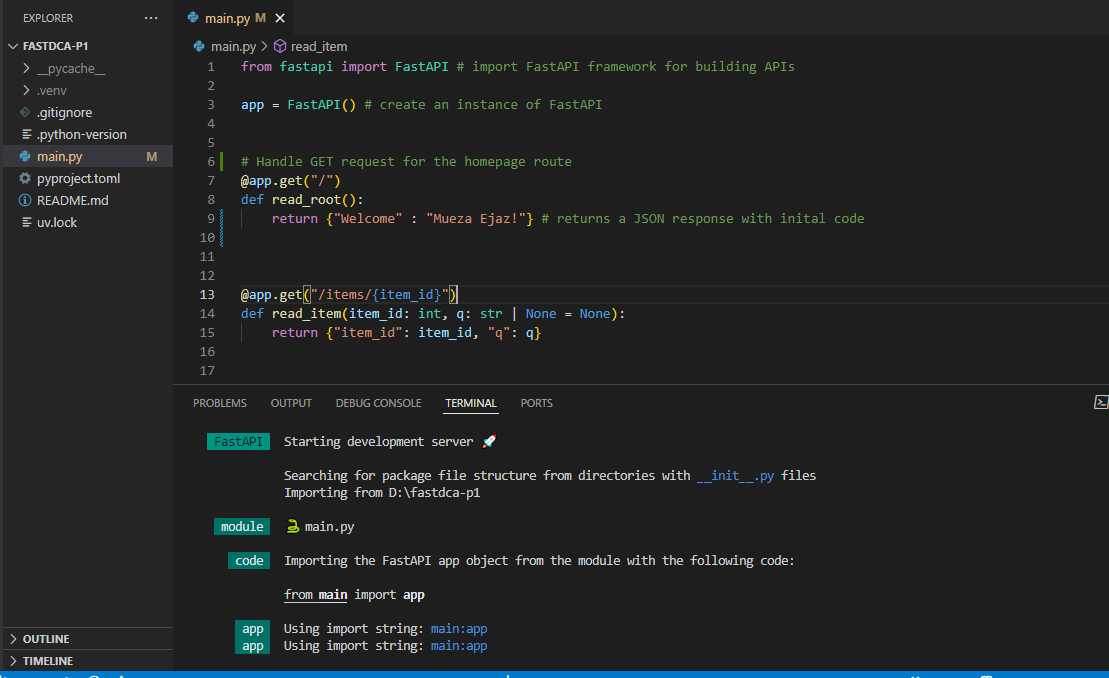 EXPLORER
FASTDCA-P1
__pycache__
.venv
.gitignore
.python-version
main.py M
pyproject.toml
README.md
uv.lock
OUTLINE
TIMELINE
main.py M
main.py > read_item
1 from fastapi import FastAPI # import FastAPI framework for building APIs
2
3 app = FastAPI() # create an instance of FastAPI
4
5
6 # Handle GET request for the homepage route
7 @app.get("/")
8 def read_root():
9 return {"Welcome" : "Mueza Ejaz!"} # returns a JSON response with inital code
10
11
12
13 @app.get("/items/{item_id}")
14 def read_item(item_id: int, q: str | None = None):
15 return {"item_id": item_id, "q": q}
16
17
PROBLEMS OUTPUT DEBUG CONSOLE TERMINAL PORTS
FastAPI Starting development server 🚀
Searching for package file structure from directories with __init__.py files
Importing from D:\fastdca-p1
module 🐍 main.py
code Importing the FastAPI app object from the module with the following code:
from main import app
app Using import string: main:app
app Using import string: main:app